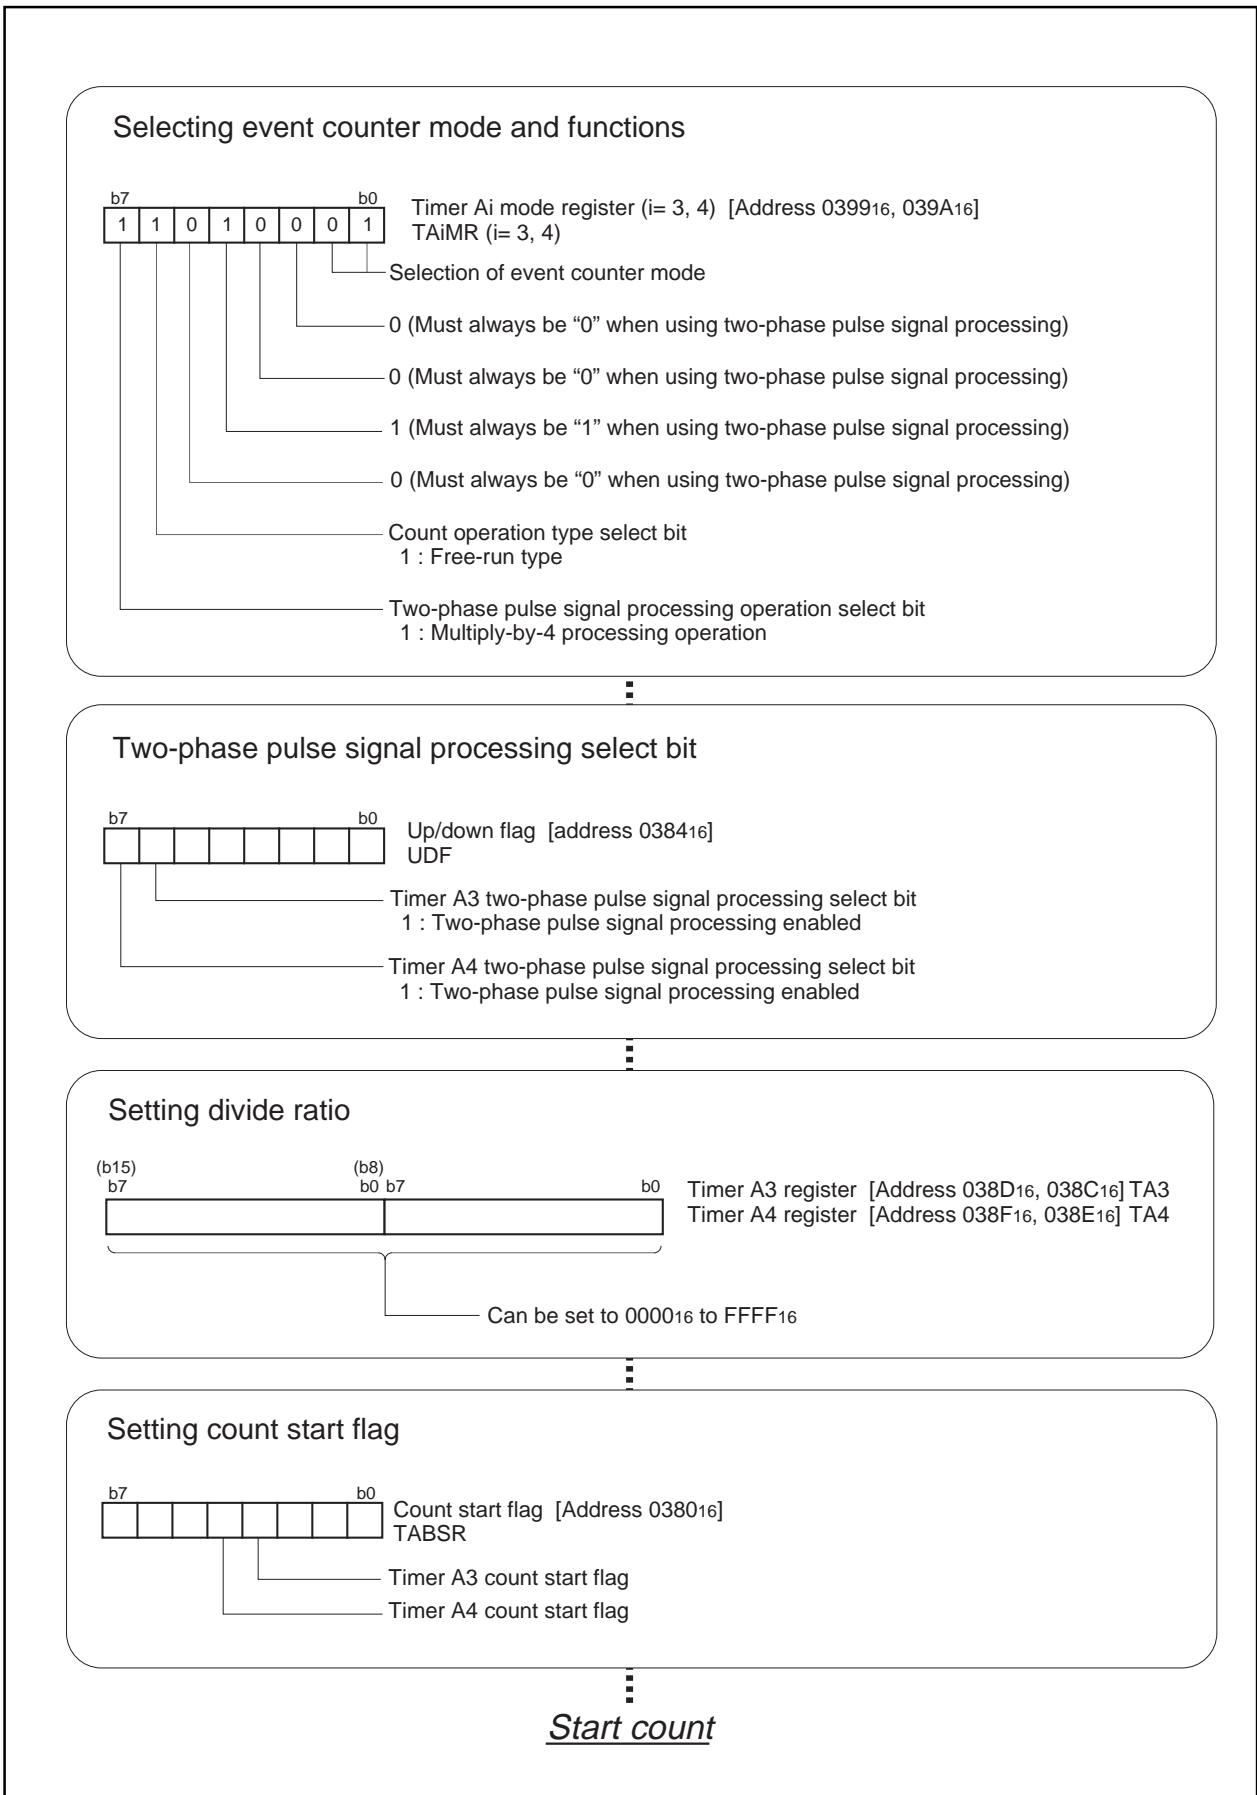 Selecting event counter mode and functions
b7 b0
1 1 0 1 0 0 0 1
Timer Ai mode register (i= 3, 4) [Address 039916, 039A16]
TAiMR (i= 3, 4)
Selection of event counter mode
0 (Must always be “0” when using two-phase pulse signal processing)
0 (Must always be “0” when using two-phase pulse signal processing)
1 (Must always be “1” when using two-phase pulse signal processing)
0 (Must always be “0” when using two-phase pulse signal processing)
Count operation type select bit
1 : Free-run type
Two-phase pulse signal processing operation select bit
1 : Multiply-by-4 processing operation
Two-phase pulse signal processing select bit
b7 b0
Up/down flag [address 038416]
UDF
Timer A3 two-phase pulse signal processing select bit
1 : Two-phase pulse signal processing enabled
Timer A4 two-phase pulse signal processing select bit
1 : Two-phase pulse signal processing enabled
Setting divide ratio
(b15) (b8)
b7 b0 b7 b0
Timer A3 register [Address 038D16, 038C16] TA3
Timer A4 register [Address 038F16, 038E16] TA4
Can be set to 000016 to FFFF16
Setting count start flag
b7 b0
Count start flag [Address 038016]
TABSR
Timer A3 count start flag
Timer A4 count start flag
Start count